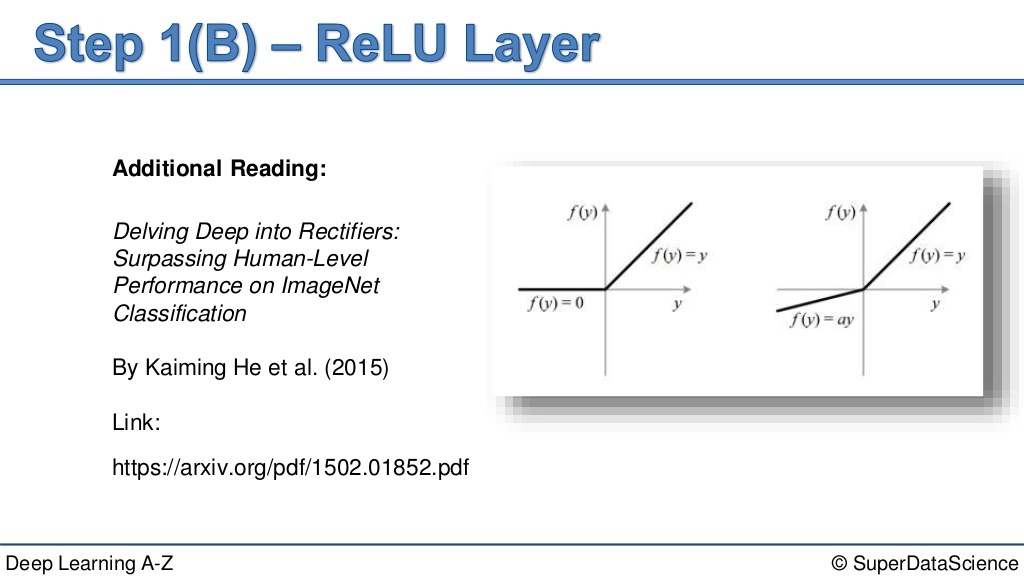 Step 1(B) – ReLU Layer
Additional Reading:
Delving Deep into Rectifiers:
Surpassing Human-Level
Performance on ImageNet
Classification
By Kaiming He et al. (2015)
Link:
https://arxiv.org/pdf/1502.01852.pdf
f(y)
f(y) = y
f(y) = 0
y
f(y)
f(y) = y
f(y) = ay
y
Deep Learning A-Z
© SuperDataScience